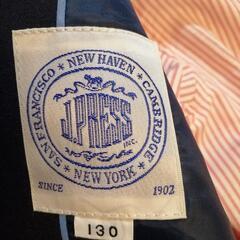 SAN FRANCISCO * NEW HAVEN * CAMBRIDGE * NEW YORK *
J.PRESS
INC.
SINCE 1902
130